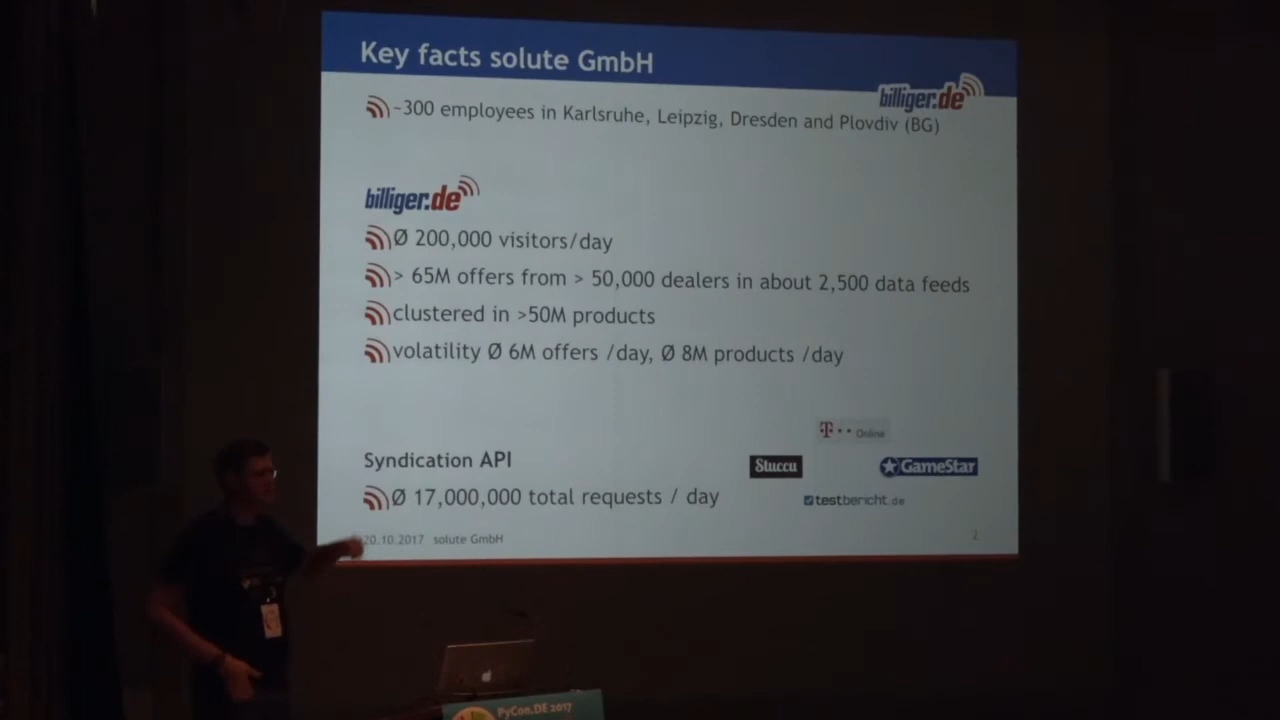 Key facts solute GmbH
billiger.de
~300 employees in Karlsruhe, Leipzig, Dresden and Plovdiv (BG)
billiger.de
Ø 200,000 visitors/day
> 65M offers from > 50,000 dealers in about 2,500 data feeds
clustered in >50M products
volatility Ø 6M offers /day, Ø 8M products /day
T • • Online
Syndication API
Stuccu
GameStar
Ø 17,000,000 total requests / day
testbericht.de
20.10.2017 solute GmbH
2
PyCon.DE 2017